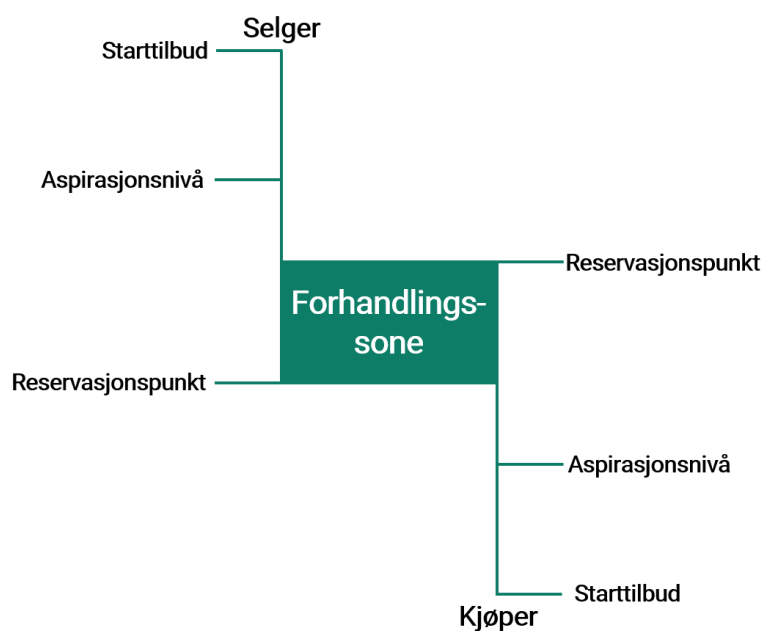 Selger
Starttilbud
Aspirasjonsnivå
Reservasjonspunkt
Forhandlings-
sone
Reservasjonspunkt
Aspirasjonsnivå
Starttilbud
Kjøper